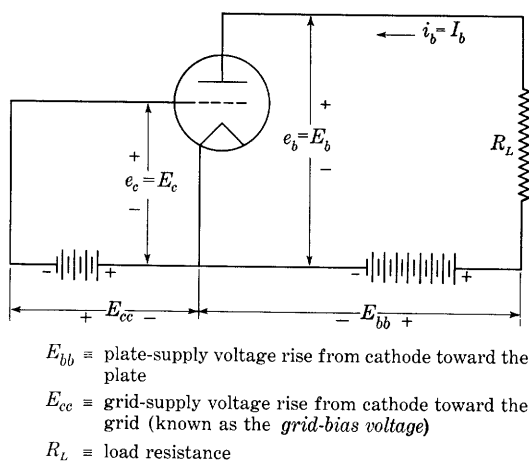 i_b = I_b
+
e_b = E_b
−
R_L
+
e_c = E_c
−
− +
− +
+ E_cc −
− E_bb +
E_bb ≡ plate-supply voltage rise from cathode toward the
plate
E_cc ≡ grid-supply voltage rise from cathode toward the
grid (known as the grid-bias voltage)
R_L ≡ load resistance